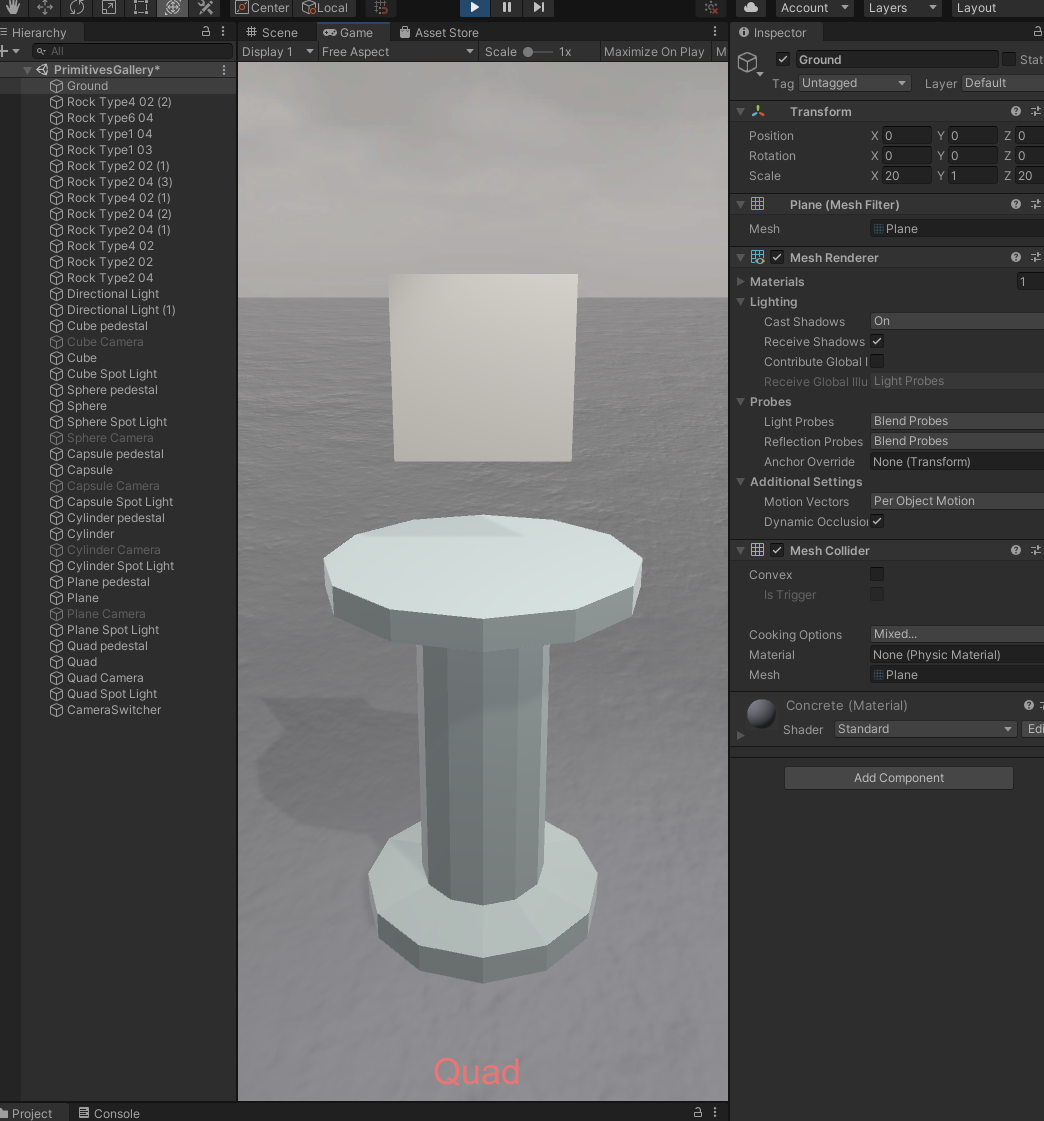 Center
Local
Account
Layers
Layout
Hierarchy
Scene
Game
Asset Store
Inspector
All
Display 1
Free Aspect
Scale
1x
Maximize On Play
M
PrimitivesGallery*
Ground
Rock Type4 02 (2)
Rock Type6 04
Rock Type1 04
Rock Type1 03
Rock Type2 02 (1)
Rock Type2 04 (3)
Rock Type4 02 (1)
Rock Type2 04 (2)
Rock Type2 04 (1)
Rock Type4 02
Rock Type2 02
Rock Type2 04
Directional Light
Directional Light (1)
Cube pedestal
Cube Camera
Cube
Cube Spot Light
Sphere pedestal
Sphere
Sphere Spot Light
Sphere Camera
Capsule pedestal
Capsule
Capsule Camera
Capsule Spot Light
Cylinder pedestal
Cylinder
Cylinder Camera
Cylinder Spot Light
Plane pedestal
Plane
Plane Camera
Plane Spot Light
Quad pedestal
Quad
Quad Camera
Quad Spot Light
CameraSwitcher
Quad
Ground
Stat
Tag Untagged Layer Default
Transform
Position X 0 Y 0 Z 0
Rotation X 0 Y 0 Z 0
Scale X 20 Y 1 Z 20
Plane (Mesh Filter)
Mesh Plane
Mesh Renderer
Materials 1
Lighting
Cast Shadows On
Receive Shadows
Contribute Global I
Receive Global Illu Light Probes
Probes
Light Probes Blend Probes
Reflection Probes Blend Probes
Anchor Override None (Transform)
Additional Settings
Motion Vectors Per Object Motion
Dynamic Occlusion
Mesh Collider
Convex
Is Trigger
Cooking Options Mixed...
Material None (Physic Material)
Mesh Plane
Concrete (Material)
Shader Standard Edi
Add Component
Project
Console